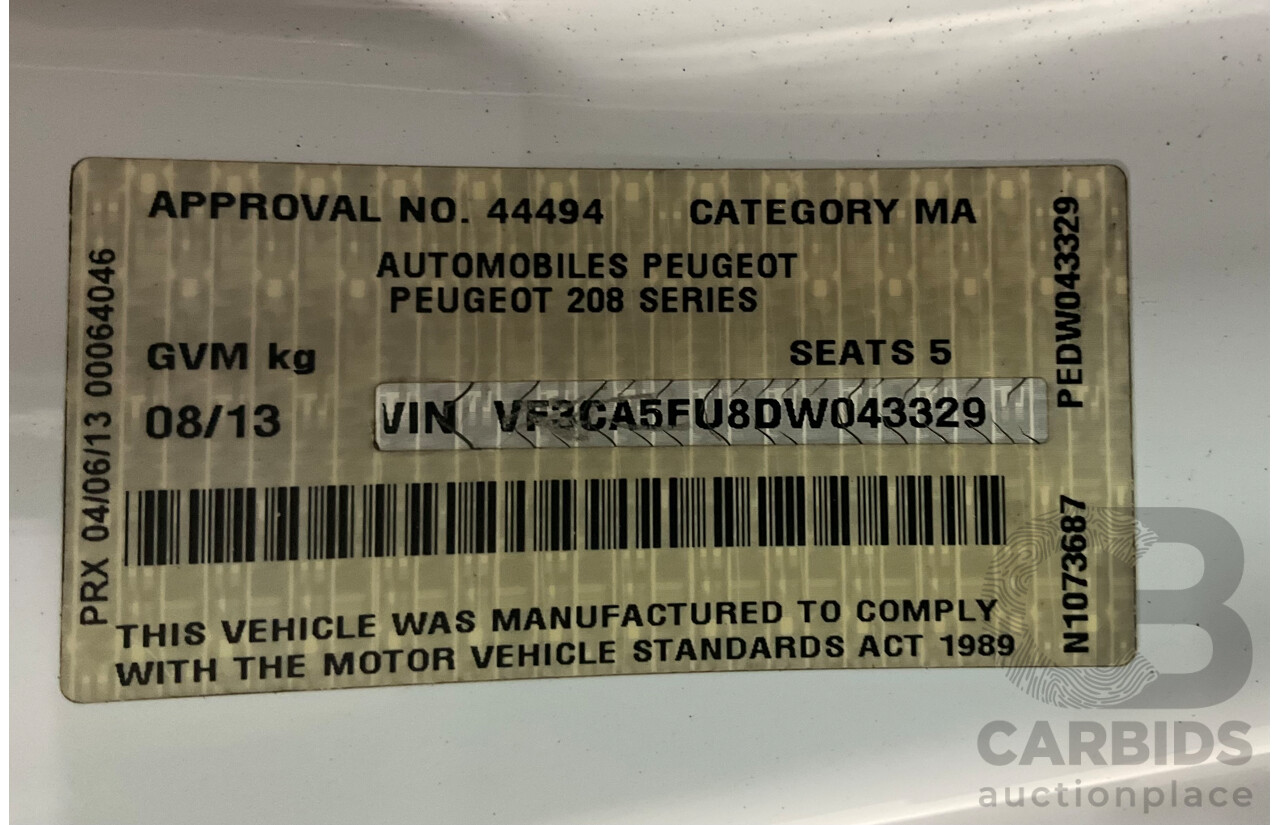 APPROVAL NO. 44494 CATEGORY MA
AUTOMOBILES PEUGEOT
PEUGEOT 208 SERIES
GVM kg SEATS 5
08/13 VIN VF3CA5FU8DW043329
THIS VEHICLE WAS MANUFACTURED TO COMPLY
WITH THE MOTOR VEHICLE STANDARDS ACT 1989
PRX 04/06/13 00064046
PEDW043329
N1073687
CARBIDS
auctionplace